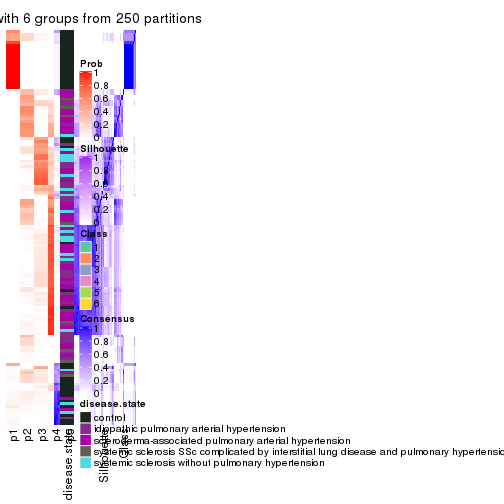 with 6 groups from 250 partitions
Prob
1
0.8
0.6
0.4
0.2
0
Silhouette
1
0.8
0.6
0.4
0.2
0
Class
1
2
3
4
5
6
Consensus
1
0.8
0.6
0.4
0.2
0
disease.state
control
idiopathic pulmonary arterial hypertension
scleroderma-associated pulmonary arterial hypertension
systemic sclerosis SSc complicated by interstitial lung disease and pulmonary hypertensio
systemic sclerosis without pulmonary hypertension
p1
p2
p3
p4
disease.state
Silhouette
Class